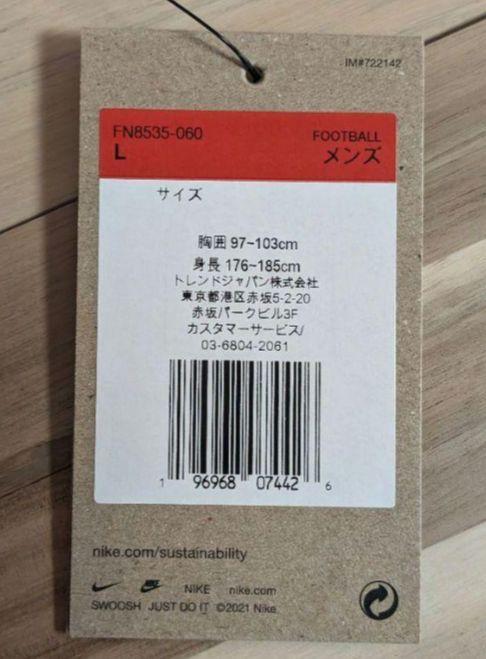 IM#722142
FN8535-060
FOOTBALL
L
メンズ
サイズ
胸囲 97~103cm
身長 176~185cm
トレンドジャパン株式会社
東京都港区赤坂5-2-20
赤坂パークビル3F
カスタマーサービス/
03-6804-2061
1 96968 07442 6
nike.com/sustainability
NIKE nike.com
SWOOSH JUST DO IT ©2021 Nike